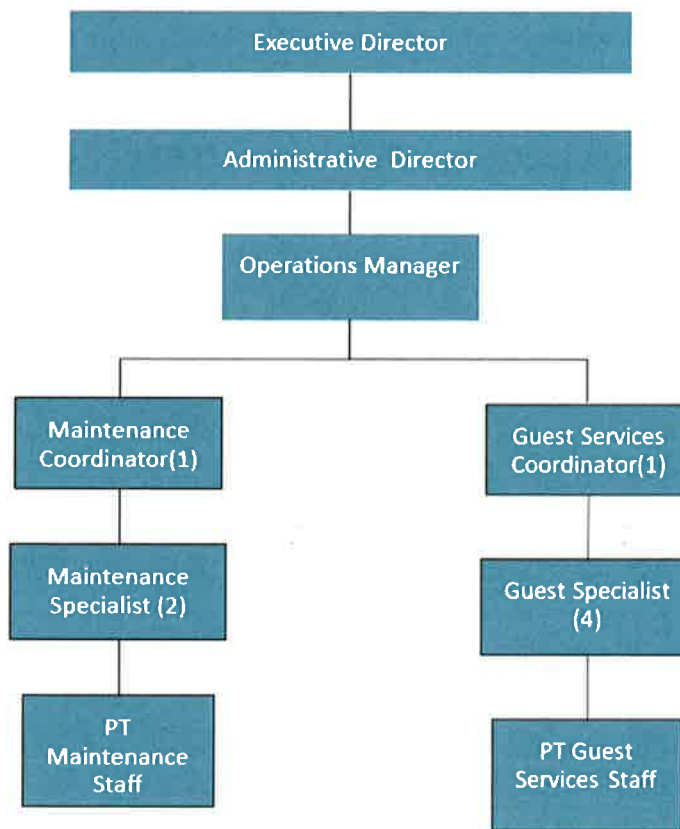 Executive Director
Administrative Director
Operations Manager
Maintenance
Coordinator(1)
Maintenance
Specialist (2)
PT
Maintenance
Staff
Guest Services
Coordinator(1)
Guest Specialist
(4)
PT Guest
Services Staff